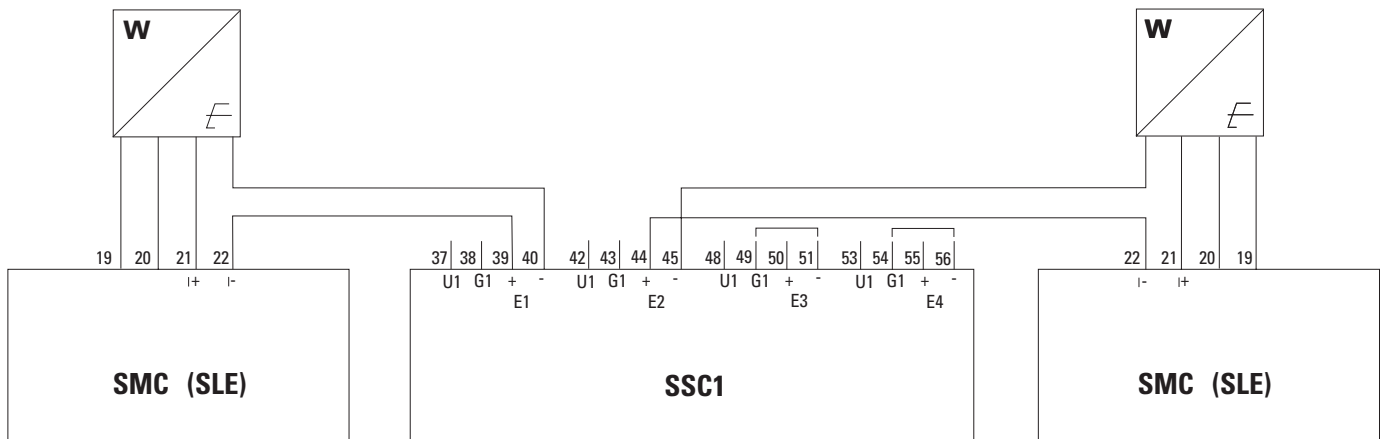 W W
19 20 21 22 37 38 39 40 42 43 44 45 48 49 50 51 53 54 55 56 22 21 20 19
I+ I- U1 G1 + - U1 G1 + - U1 G1 + - U1 G1 + - I- I+
E1 E2 E3 E4
SMC (SLE) SSC1 SMC (SLE)